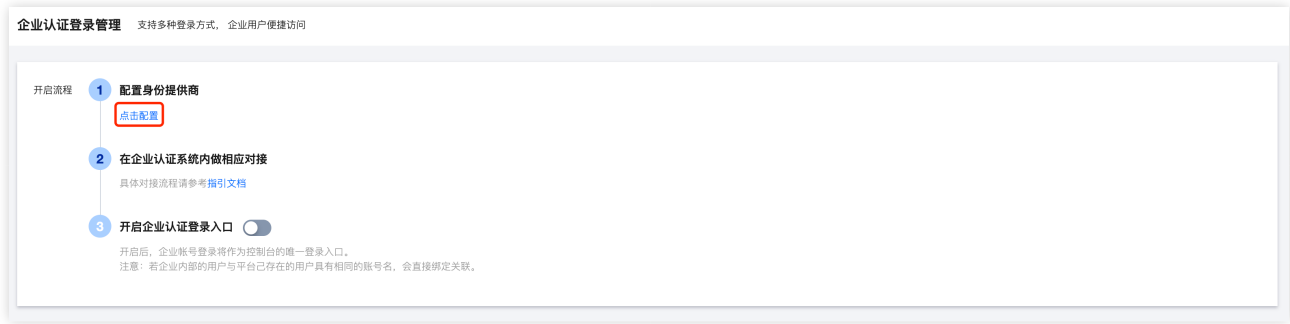 企业认证登录管理 支持多种登录方式，企业用户便捷访问
开启流程 1 配置身份提供商
点击配置
2 在企业认证系统内做相应对接
具体对接流程请参考指引文档
3 开启企业认证登录入口
开启后，企业帐号登录将作为控制台的唯一登录入口。
注意：若企业内部的用户与平台已存在的用户具有相同的账号名，会直接绑定关联。